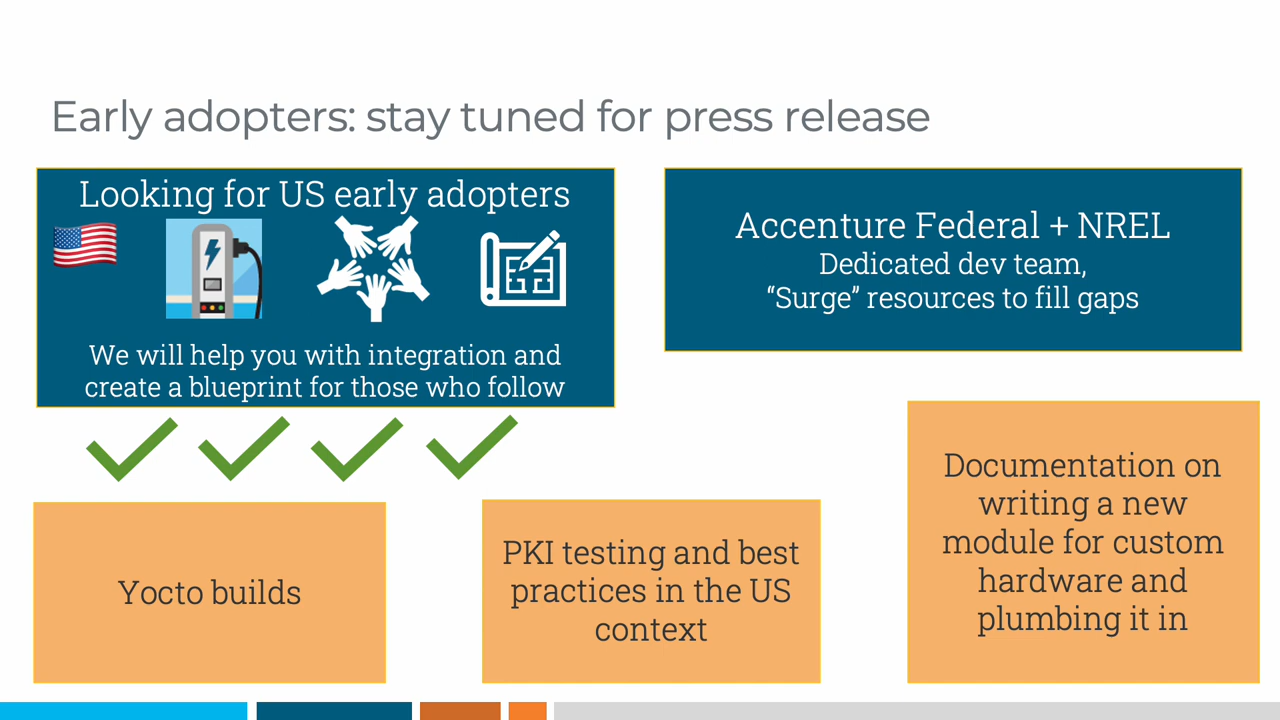 Early adopters: stay tuned for press release
Looking for US early adopters
We will help you with integration and
create a blueprint for those who follow
Accenture Federal + NREL
Dedicated dev team,
“Surge” resources to fill gaps
Yocto builds
PKI testing and best
practices in the US
context
Documentation on
writing a new
module for custom
hardware and
plumbing it in